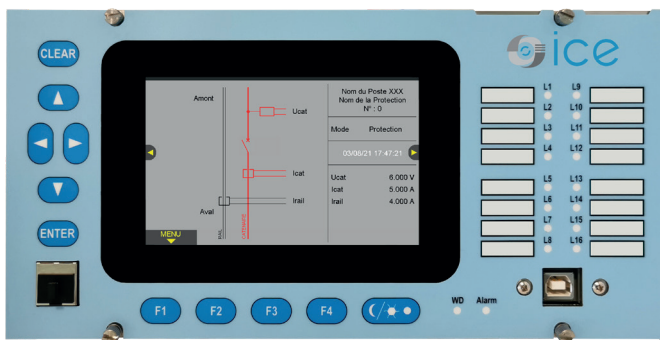 ice
CLEAR
ENTER
Amont
Ucat
Icat
Irail
Aval
RAIL
CATENAIRE
MENU
Nom du Poste XXX
Nom de la Protection
N° : 0
Mode Protection
03/08/21 17:47:21
Ucat 6.000 V
Icat 5.000 A
Irail 4.000 A
L1 L9
L2 L10
L3 L11
L4 L12
L5 L13
L6 L14
L7 L15
L8 L16
F1 F2 F3 F4
WD Alarm